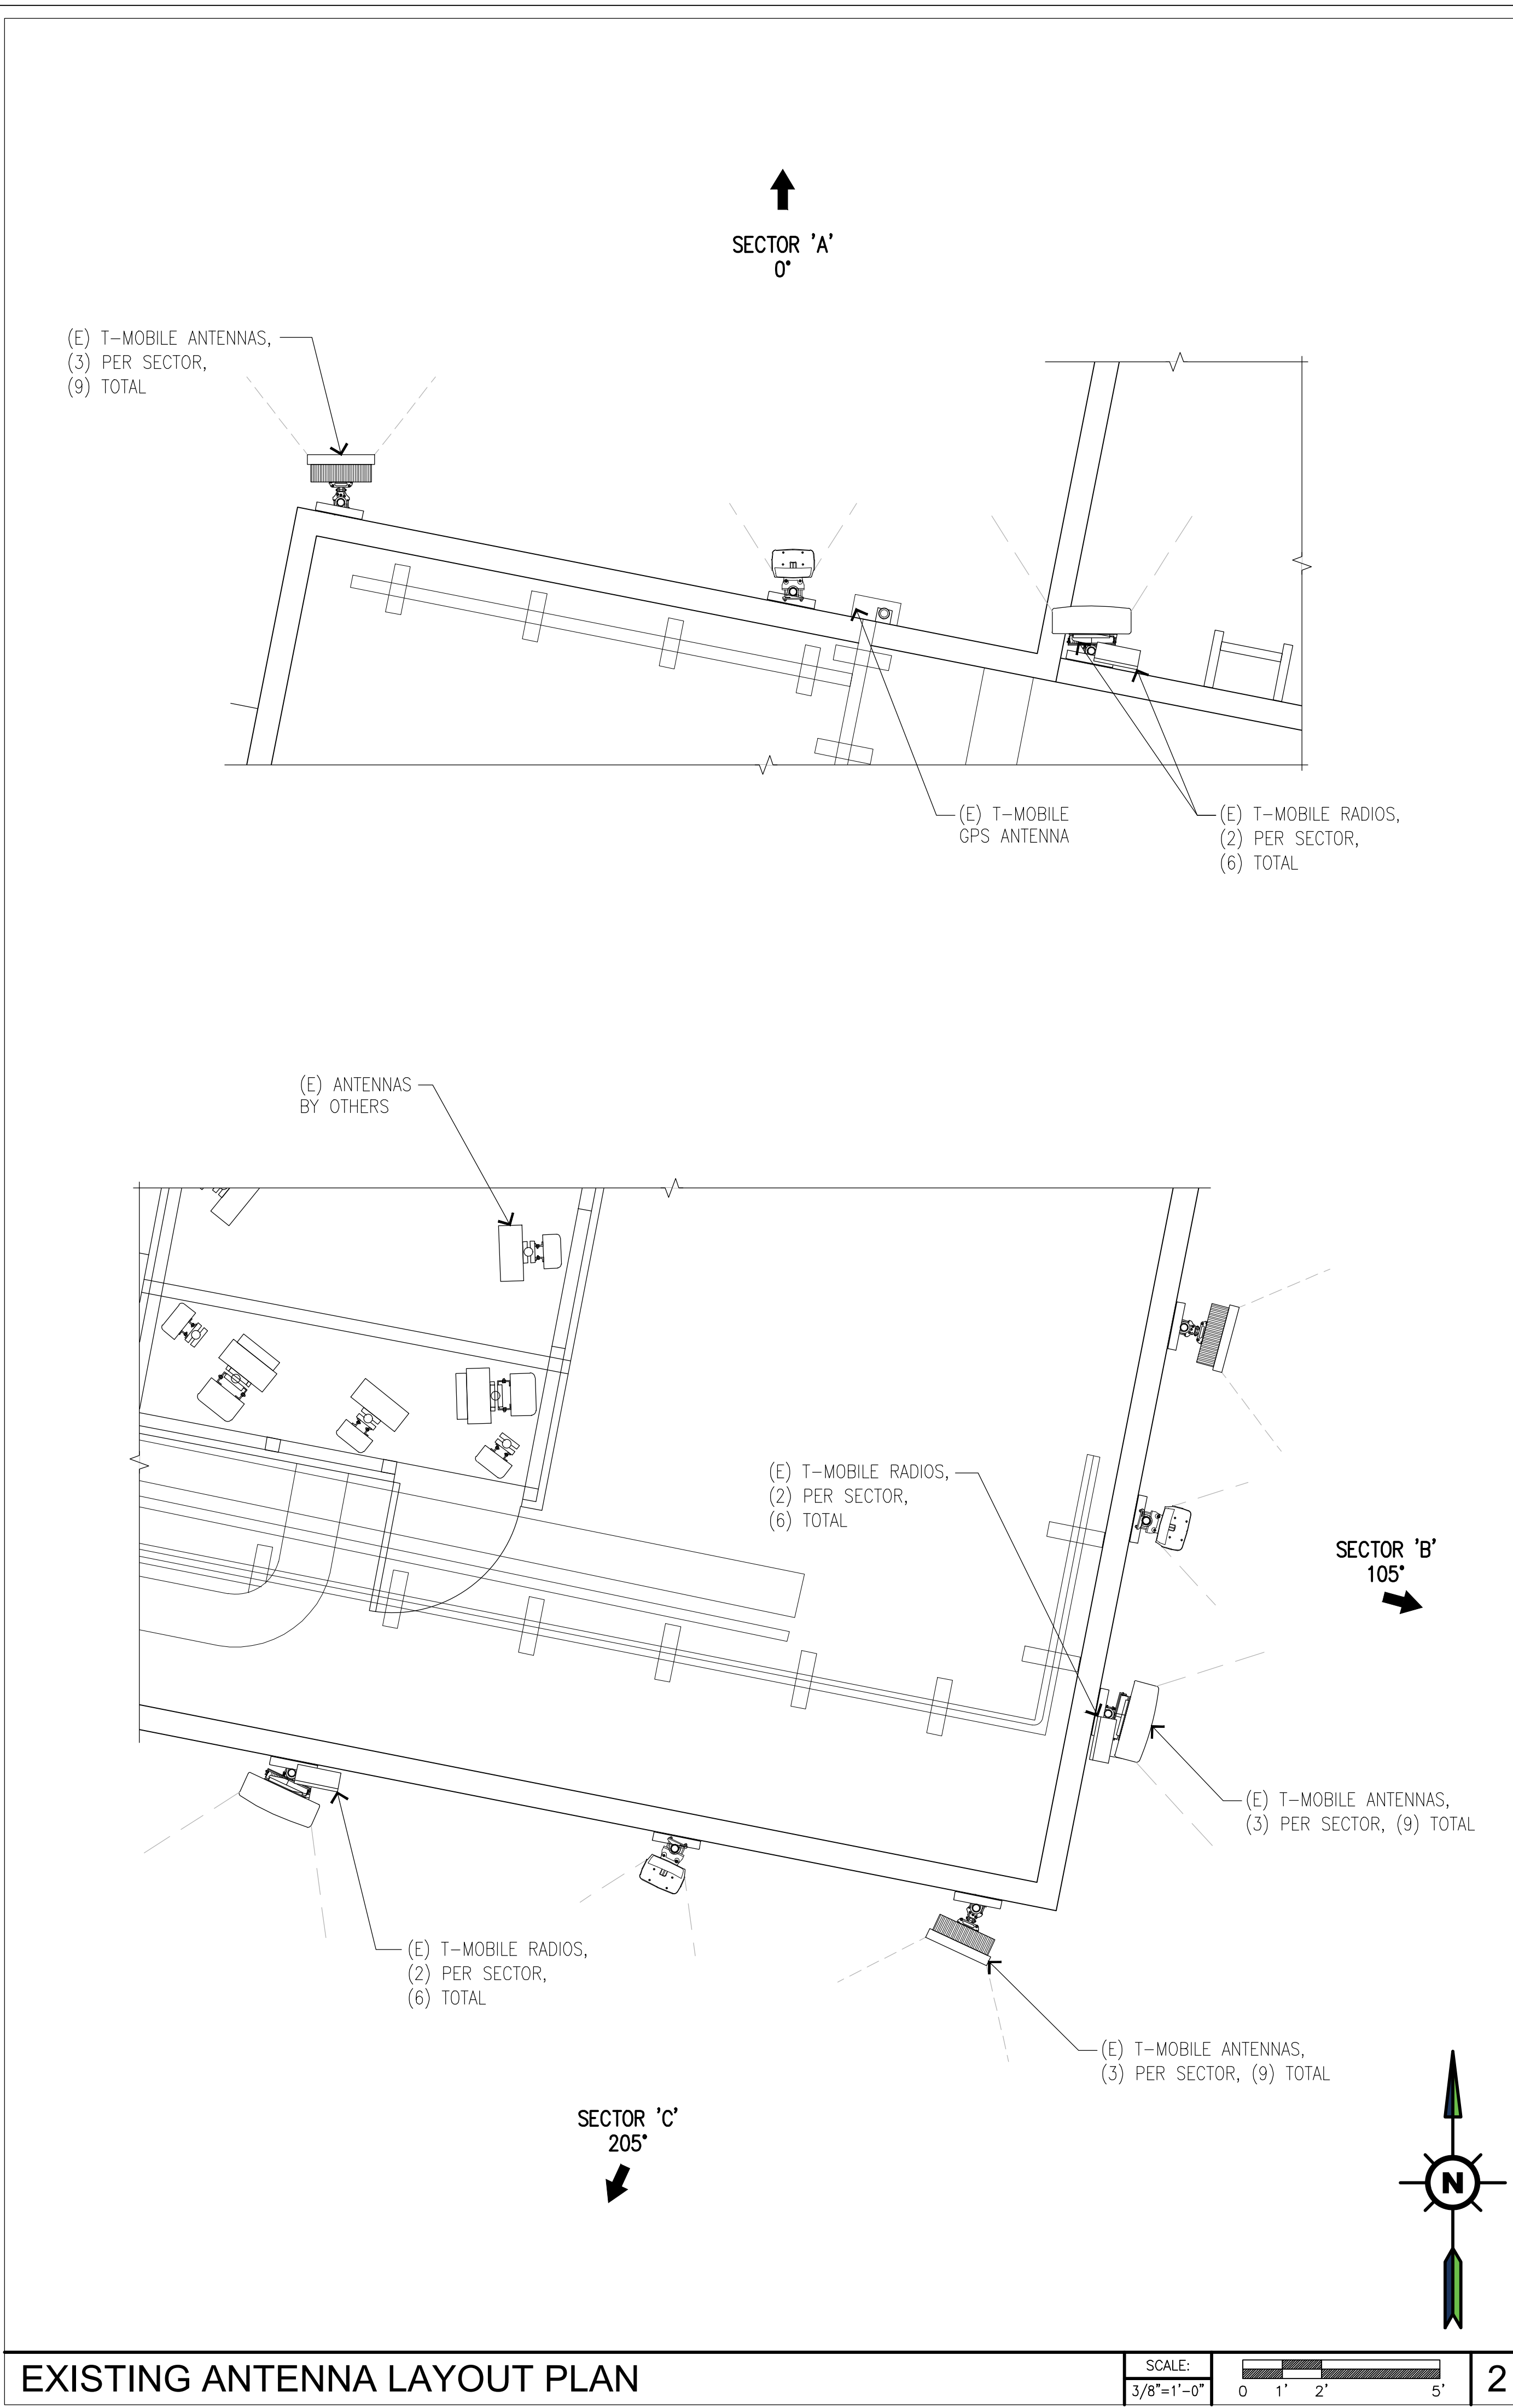 SECTOR 'A'
0°
(E) T-MOBILE ANTENNAS,
(3) PER SECTOR,
(9) TOTAL
(E) T-MOBILE
GPS ANTENNA
(E) T-MOBILE RADIOS,
(2) PER SECTOR,
(6) TOTAL
(E) ANTENNAS
BY OTHERS
(E) T-MOBILE RADIOS,
(2) PER SECTOR,
(6) TOTAL
SECTOR 'B'
105°
(E) T-MOBILE ANTENNAS,
(3) PER SECTOR, (9) TOTAL
(E) T-MOBILE RADIOS,
(2) PER SECTOR,
(6) TOTAL
(E) T-MOBILE ANTENNAS,
(3) PER SECTOR, (9) TOTAL
SECTOR 'C'
205°
N
EXISTING ANTENNA LAYOUT PLAN
SCALE:
3/8"=1'-0"
0 1' 2' 5'
2